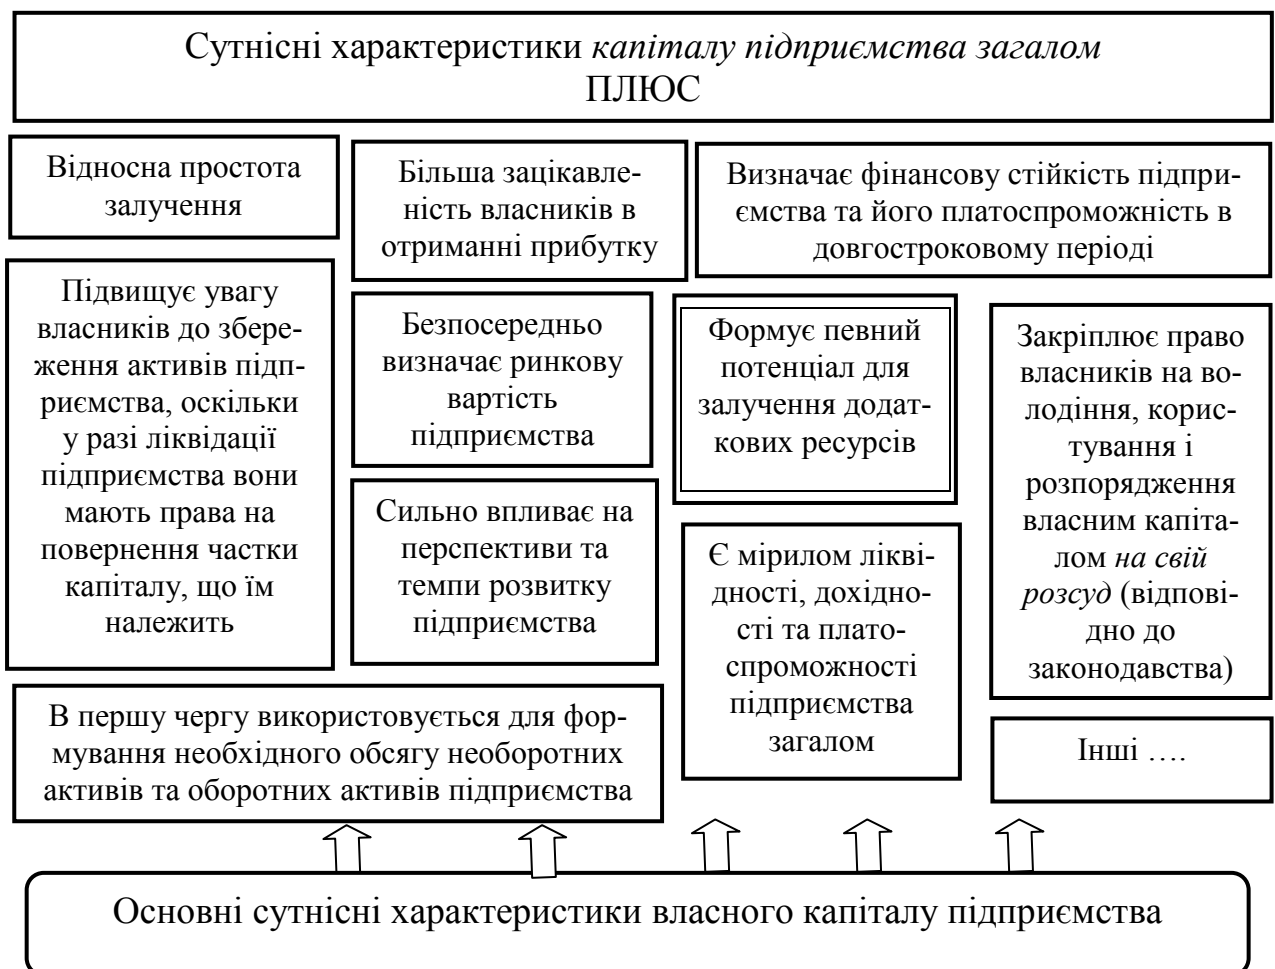 Сутнісні характеристики капіталу підприємства загалом
ПЛЮС
Відносна простота
залучення
Більша зацікавле-
ність власників в
отриманні прибутку
Визначає фінансову стійкість підпри-
ємства та його платоспроможність в
довгостроковому періоді
Підвищує увагу
власників до збере-
ження активів підп-
риємства, оскільки
у разі ліквідації
підприємства вони
мають права на
повернення частки
капіталу, що їм
належить
Безпосередньо
визначає ринкову
вартість
підприємства
Формує певний
потенціал для
залучення додат-
кових ресурсів
Закріплює право
власників на во-
лодіння, корис-
тування і
розпорядження
власним капіта-
лом на свій
розсуд (відпові-
дно до
законодавства)
Сильно впливає на
перспективи та
темпи розвитку
підприємства
Є мірилом лікві-
дності, дохідно-
сті та плато-
спроможності
підприємства
загалом
В першу чергу використовується для фор-
мування необхідного обсягу необоротних
активів та оборотних активів підприємства
Інші ….
Основні сутнісні характеристики власного капіталу підприємства